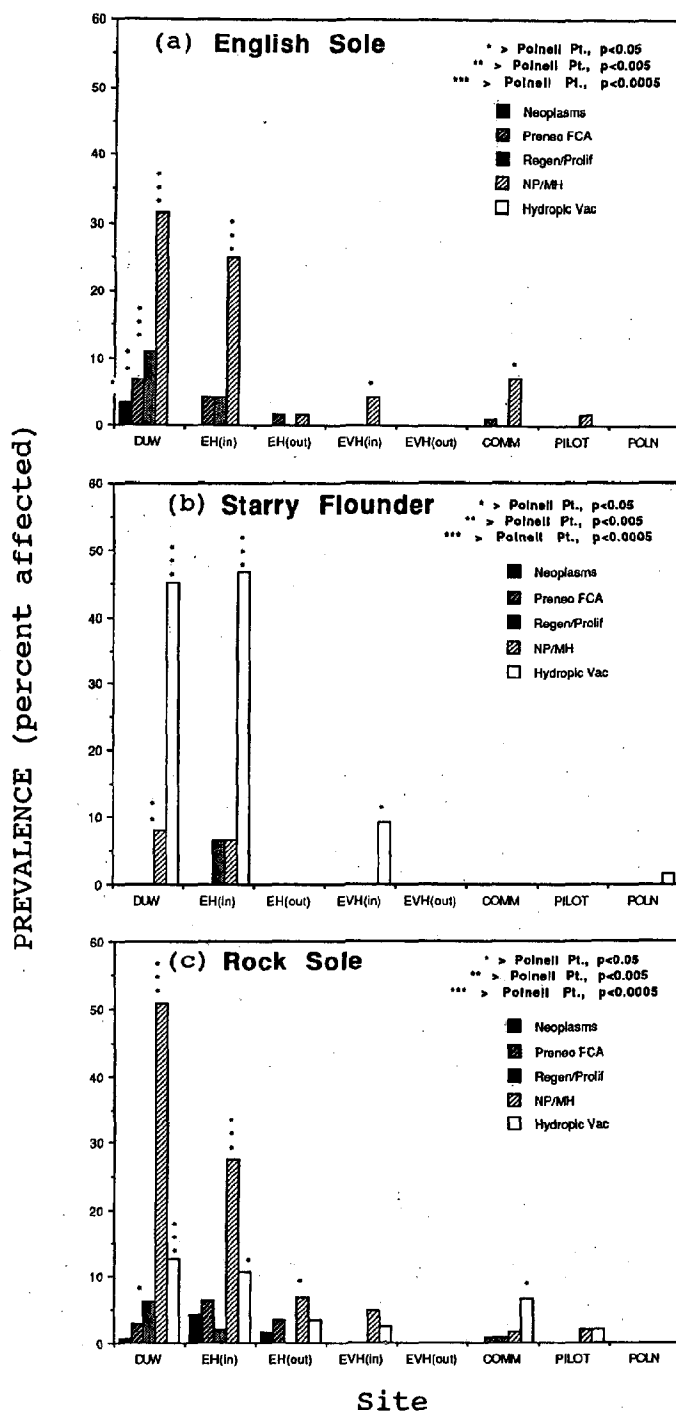 (a) English Sole
* > Polnell Pt., p<0.05
** > Polnell Pt., p<0.005
*** > Polnell Pt., p<0.0005
Neoplasms
Preneo FCA
Regen/Prolif
NP/MH
Hydropic Vac
60
50
40
30
20
10
0
DUW EH(in) EH(out) EVH(in) EVH(out) COMM PILOT POLN
(b) Starry Flounder
* > Polnell Pt., p<0.05
** > Polnell Pt., p<0.005
*** > Polnell Pt., p<0.0005
Neoplasms
Preneo FCA
Regen/Prolif
NP/MH
Hydropic Vac
60
50
40
30
20
10
0
DUW EH(in) EH(out) EVH(in) EVH(out) COMM PILOT POLN
(c) Rock Sole
* > Polnell Pt., p<0.05
** > Polnell Pt., p<0.005
*** > Polnell Pt., p<0.0005
Neoplasms
Preneo FCA
Regen/Prolif
NP/MH
Hydropic Vac
60
50
40
30
20
10
0
DUW EH(in) EH(out) EVH(in) EVH(out) COMM PILOT POLN
PREVALENCE (percent affected)
Site